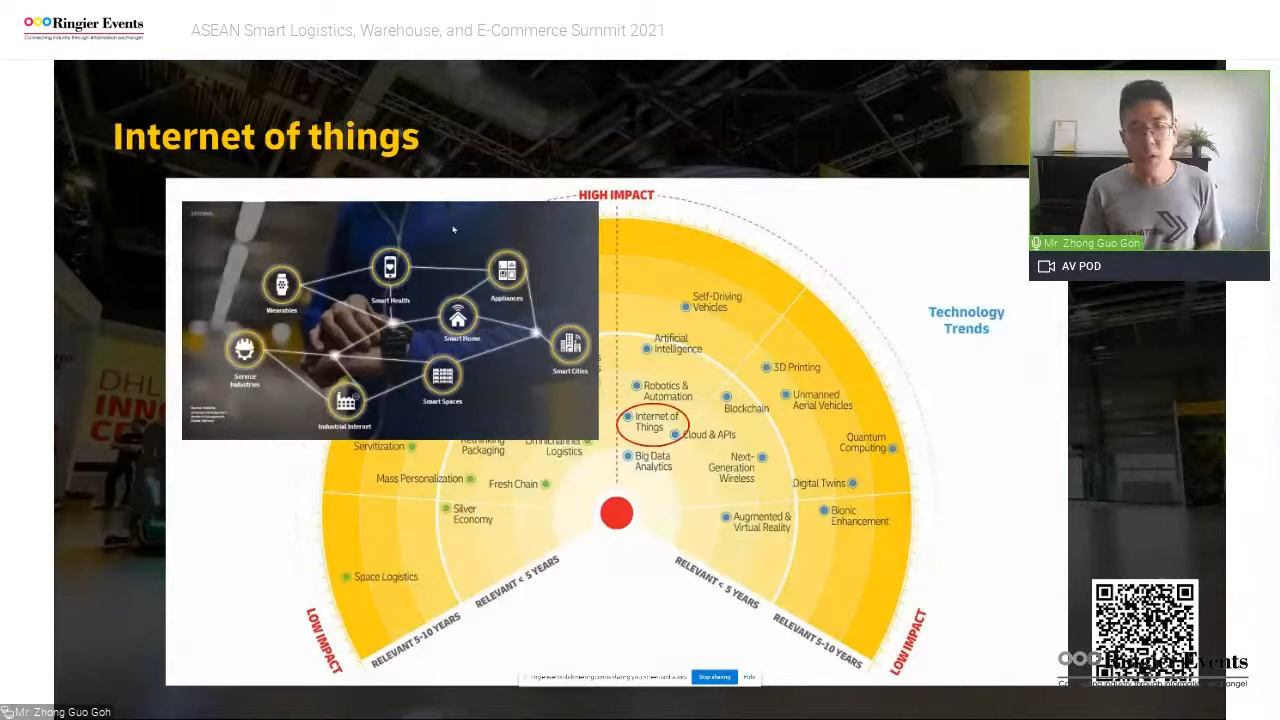 Ringier Events
Connecting industry through information exchange!
ASEAN Smart Logistics, Warehouse, and E-Commerce Summit 2021
Internet of things
HIGH IMPACT
EXTERNAL
Wearables
Smart Health
Appliances
Smart Home
Service
Industries
Smart Cities
Smart Spaces
Industrial Internet
Self-Driving
Vehicles
Technology
Trends
Artificial
Intelligence
3D Printing
Robotics &
Automation
Blockchain
Unmanned
Aerial Vehicles
Internet of
Things
Cloud & APIs
Big Data
Analytics
Next-
Generation
Wireless
Quantum
Computing
Digital Twins
Augmented &
Virtual Reality
Bionic
Enhancement
Servitization
Rethinking
Packaging
Omnichannel
Logistics
Mass Personalization
Fresh Chain
Silver
Economy
Space Logistics
RELEVANT < 5 YEARS
RELEVANT 5-10 YEARS
LOW IMPACT
RELEVANT < 5 YEARS
RELEVANT 5-10 YEARS
LOW IMPACT
DHL
Mr. Zhong Guo Goh
AV POD
Stop sharing
Hide
Ringier Events
Mr. Zhong Guo Goh